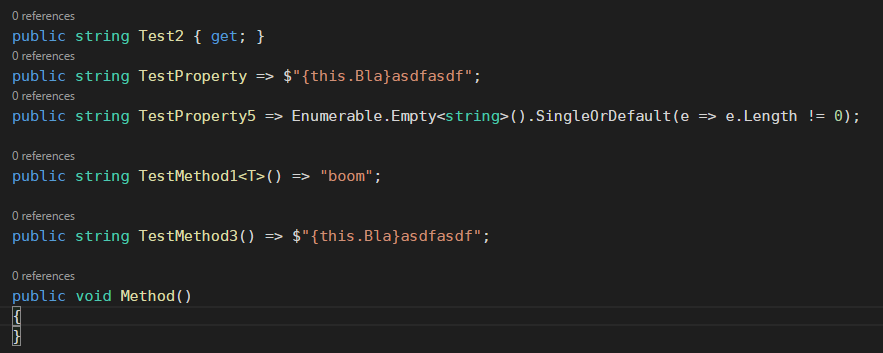 0 references
public string Test2 { get; }
0 references
public string TestProperty => $"{this.Bla}asdfasdf";
0 references
public string TestProperty5 => Enumerable.Empty<string>().SingleOrDefault(e => e.Length != 0);
0 references
public string TestMethod1<T>() => "boom";
0 references
public string TestMethod3() => $"{this.Bla}asdfasdf";
0 references
public void Method()
{
}